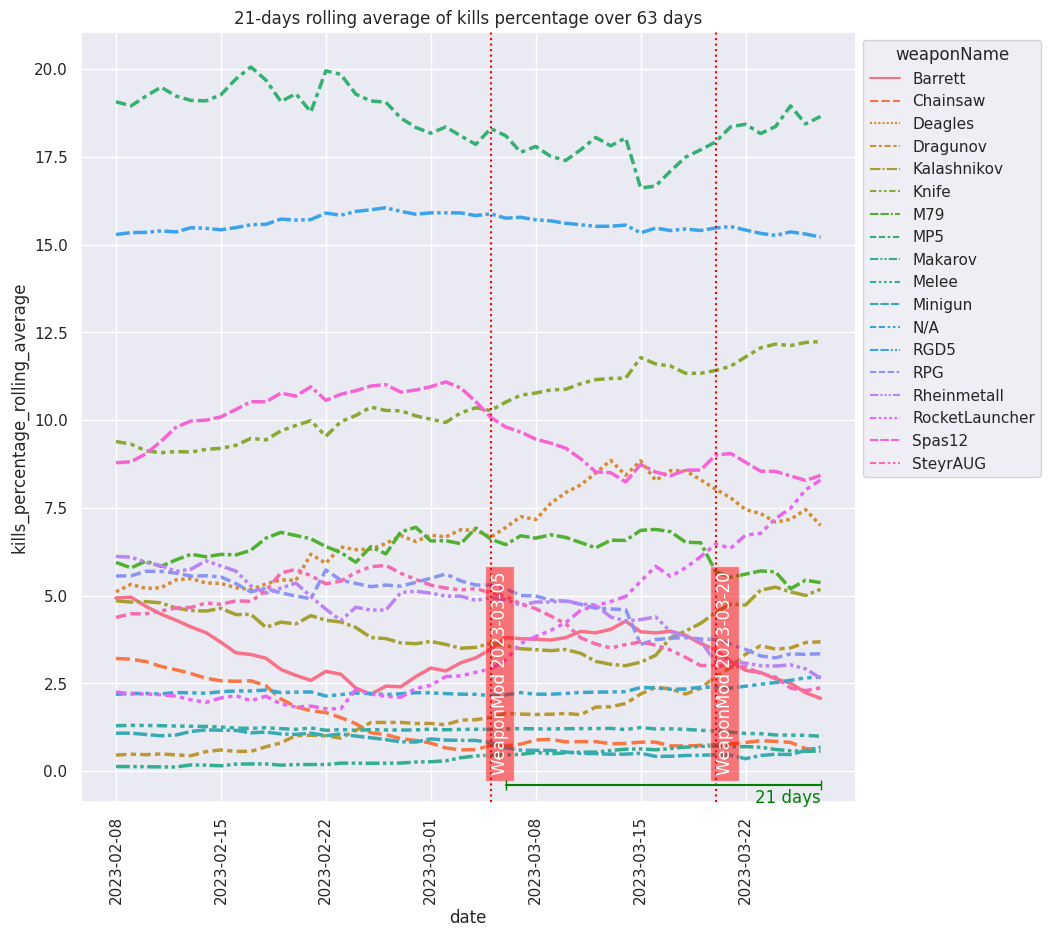 21-days rolling average of kills percentage over 63 days
kills_percentage_rolling_average
20.0
17.5
15.0
12.5
10.0
7.5
5.0
2.5
0.0
WeaponMod 2023-03-05
WeaponMod 2023-03-20
21 days
2023-02-08
2023-02-15
2023-02-22
2023-03-01
2023-03-08
2023-03-15
2023-03-22
date
weaponName
Barrett
Chainsaw
Deagles
Dragunov
Kalashnikov
Knife
M79
MP5
Makarov
Melee
Minigun
N/A
RGD5
RPG
Rheinmetall
RocketLauncher
Spas12
SteyrAUG